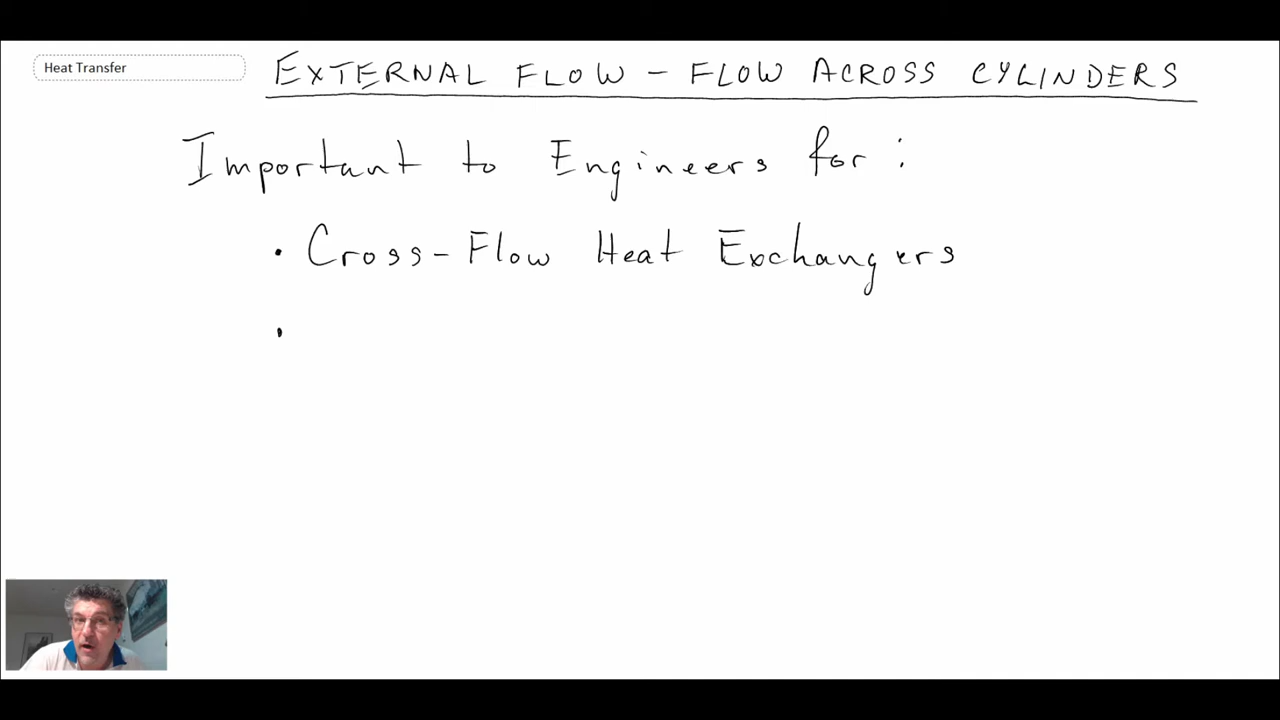 Heat Transfer
EXTERNAL FLOW - FLOW ACROSS CYLINDERS
Important to Engineers for :
• Cross-Flow Heat Exchangers
•